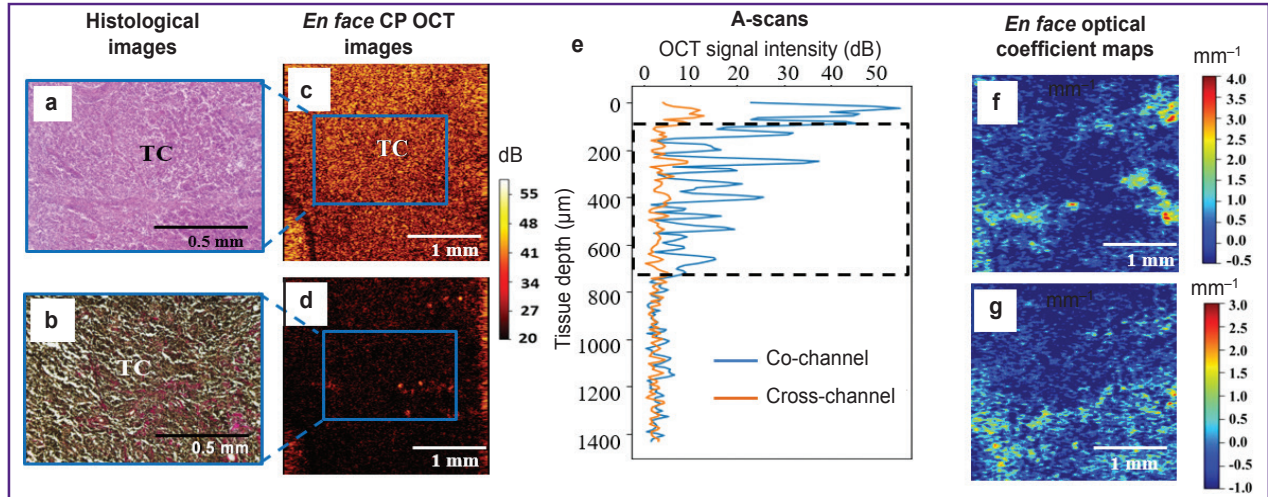 Histological
images
En face CP OCT
images
A-scans
En face optical
coefficient maps
a
TC
0.5 mm
b
TC
0.5 mm
c
TC
1 mm
d
1 mm
dB
55
48
41
34
27
20
e
OCT signal intensity (dB)
0 10 20 30 40 50
Tissue depth (μm)
0
200
400
600
800
1000
1200
1400
Co-channel
Cross-channel
f
mm⁻¹
1 mm
mm⁻¹
4.0
3.5
3.0
2.5
2.0
1.5
1.0
0.5
0.0
−0.5
g
mm⁻¹
1 mm
mm⁻¹
3.0
2.5
2.0
1.5
1.0
0.5
0.0
−0.5
−1.0